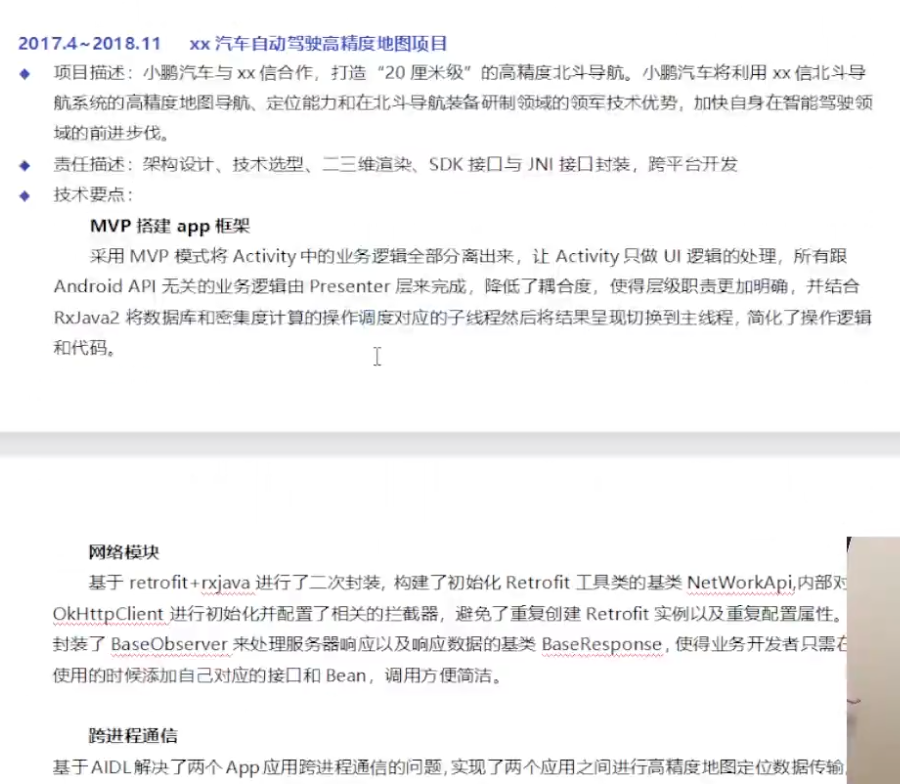 2017.4~2018.11 xx 汽车自动驾驶高精度地图项目
◆ 项目描述：小鹏汽车与 xx 信合作，打造“20 厘米级”的高精度北斗导航。小鹏汽车将利用 xx 信北斗导
航系统的高精度地图导航、定位能力和在北斗导航装备研制领域的领军技术优势，加快自身在智能驾驶领
域的前进步伐。
◆ 责任描述：架构设计、技术选型、二三维渲染、SDK 接口与 JNI 接口封装，跨平台开发
◆ 技术要点：
MVP 搭建 app 框架
采用 MVP 模式将 Activity 中的业务逻辑全部分离出来，让 Activity 只做 UI 逻辑的处理，所有跟
Android API 无关的业务逻辑由 Presenter 层来完成，降低了耦合度，使得层级职责更加明确，并结合
RxJava2 将数据库和密集度计算的操作调度对应的子线程然后将结果呈现切换到主线程，简化了操作逻辑
和代码。
网络模块
基于 retrofit+rxjava 进行了二次封装，构建了初始化 Retrofit 工具类的基类 NetWorkApi,内部对
OkHttpClient 进行初始化并配置了相关的拦截器，避免了重复创建 Retrofit 实例以及重复配置属性。
封装了 BaseObserver 来处理服务器响应以及响应数据的基类 BaseResponse，使得业务开发者只需在
使用的时候添加自己对应的接口和 Bean，调用方便简洁。
跨进程通信
基于 AIDL 解决了两个 App 应用跨进程通信的问题，实现了两个应用之间进行高精度地图定位数据传输